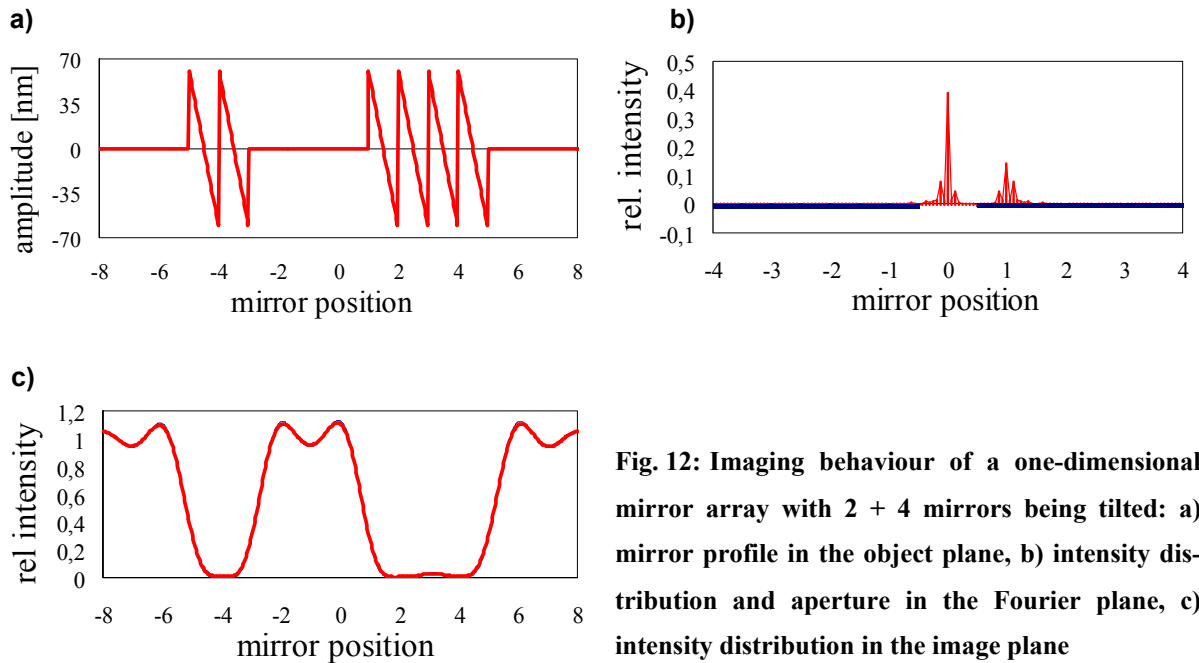 a)
amplitude [nm]
70
35
0
-35
-70
-8 -6 -4 -2 0 2 4 6 8
mirror position
b)
rel. intensity
0,5
0,4
0,3
0,2
0,1
0
-0,1
-4 -3 -2 -1 0 1 2 3 4
mirror position
c)
rel intensity
1,2
1
0,8
0,6
0,4
0,2
0
-8 -6 -4 -2 0 2 4 6 8
mirror position
Fig. 12: Imaging behaviour of a one-dimensional
mirror array with 2 + 4 mirrors being tilted: a)
mirror profile in the object plane, b) intensity dis-
tribution and aperture in the Fourier plane, c)
intensity distribution in the image plane